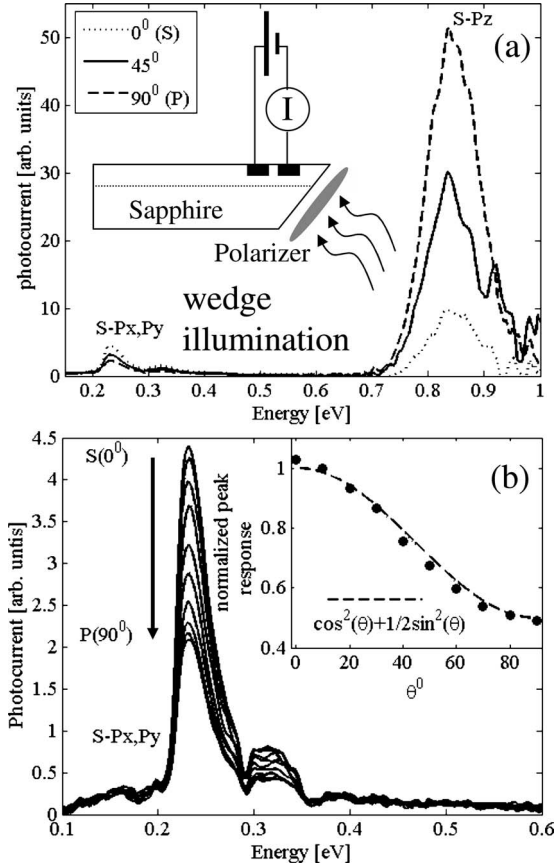 50
40
30
20
10
0
photocurrent [arb. units]
0⁰ (S)
45⁰
90⁰ (P)
S-Pz
(a)
I
Sapphire
Polarizer
wedge
illumination
S-Px,Py
0.2 0.3 0.4 0.5 0.6 0.7 0.8 0.9 1
Energy [eV]
4.5
4
3.5
3
2.5
2
1.5
1
0.5
0
Photocurrent [arb. untis]
S(0⁰)
P(90⁰)
S-Px,Py
(b)
normalized peak
response
1
0.8
0.6
0.4
cos²(θ)+1/2sin²(θ)
0 20 40 60 80
θ⁰
0.1 0.2 0.3 0.4 0.5 0.6
Energy [eV]